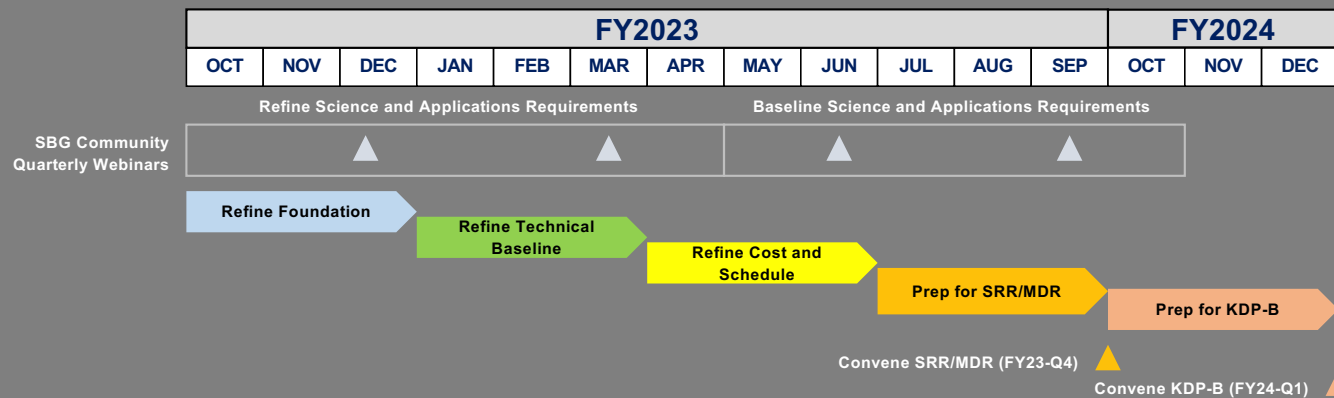 FY2023 FY2024
OCT NOV DEC JAN FEB MAR APR MAY JUN JUL AUG SEP OCT NOV DEC
Refine Science and Applications Requirements Baseline Science and Applications Requirements
SBG Community
Quarterly Webinars
Refine Foundation
Refine Technical
Baseline
Refine Cost and
Schedule
Prep for SRR/MDR
Prep for KDP-B
Convene SRR/MDR (FY23-Q4)
Convene KDP-B (FY24-Q1)